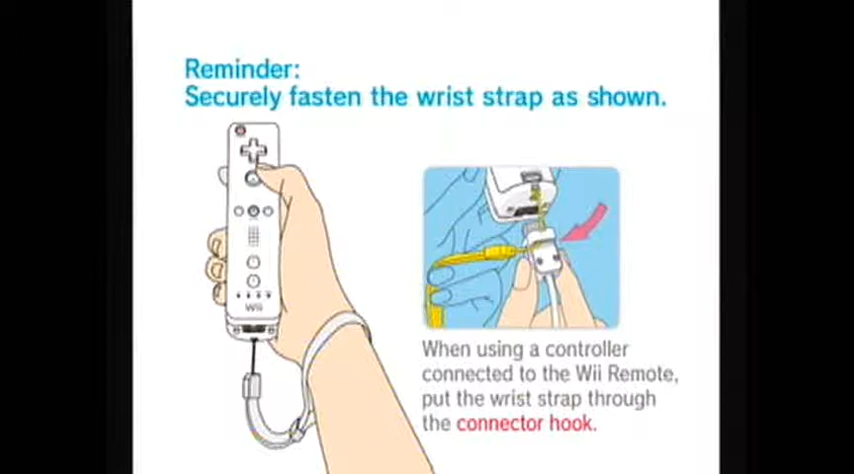 Reminder:
Securely fasten the wrist strap as shown.
Wii
When using a controller
connected to the Wii Remote,
put the wrist strap through
the connector hook.